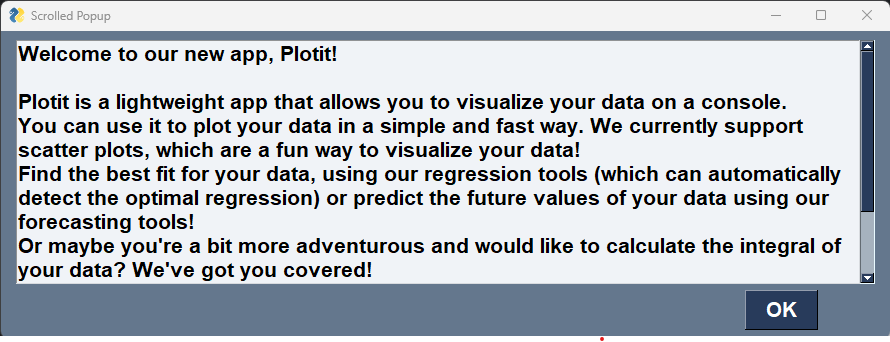 Scrolled Popup
Welcome to our new app, Plotit!
Plotit is a lightweight app that allows you to visualize your data on a console.
You can use it to plot your data in a simple and fast way. We currently support
scatter plots, which are a fun way to visualize your data!
Find the best fit for your data, using our regression tools (which can automatically
detect the optimal regression) or predict the future values of your data using our
forecasting tools!
Or maybe you're a bit more adventurous and would like to calculate the integral of
your data? We've got you covered!
OK